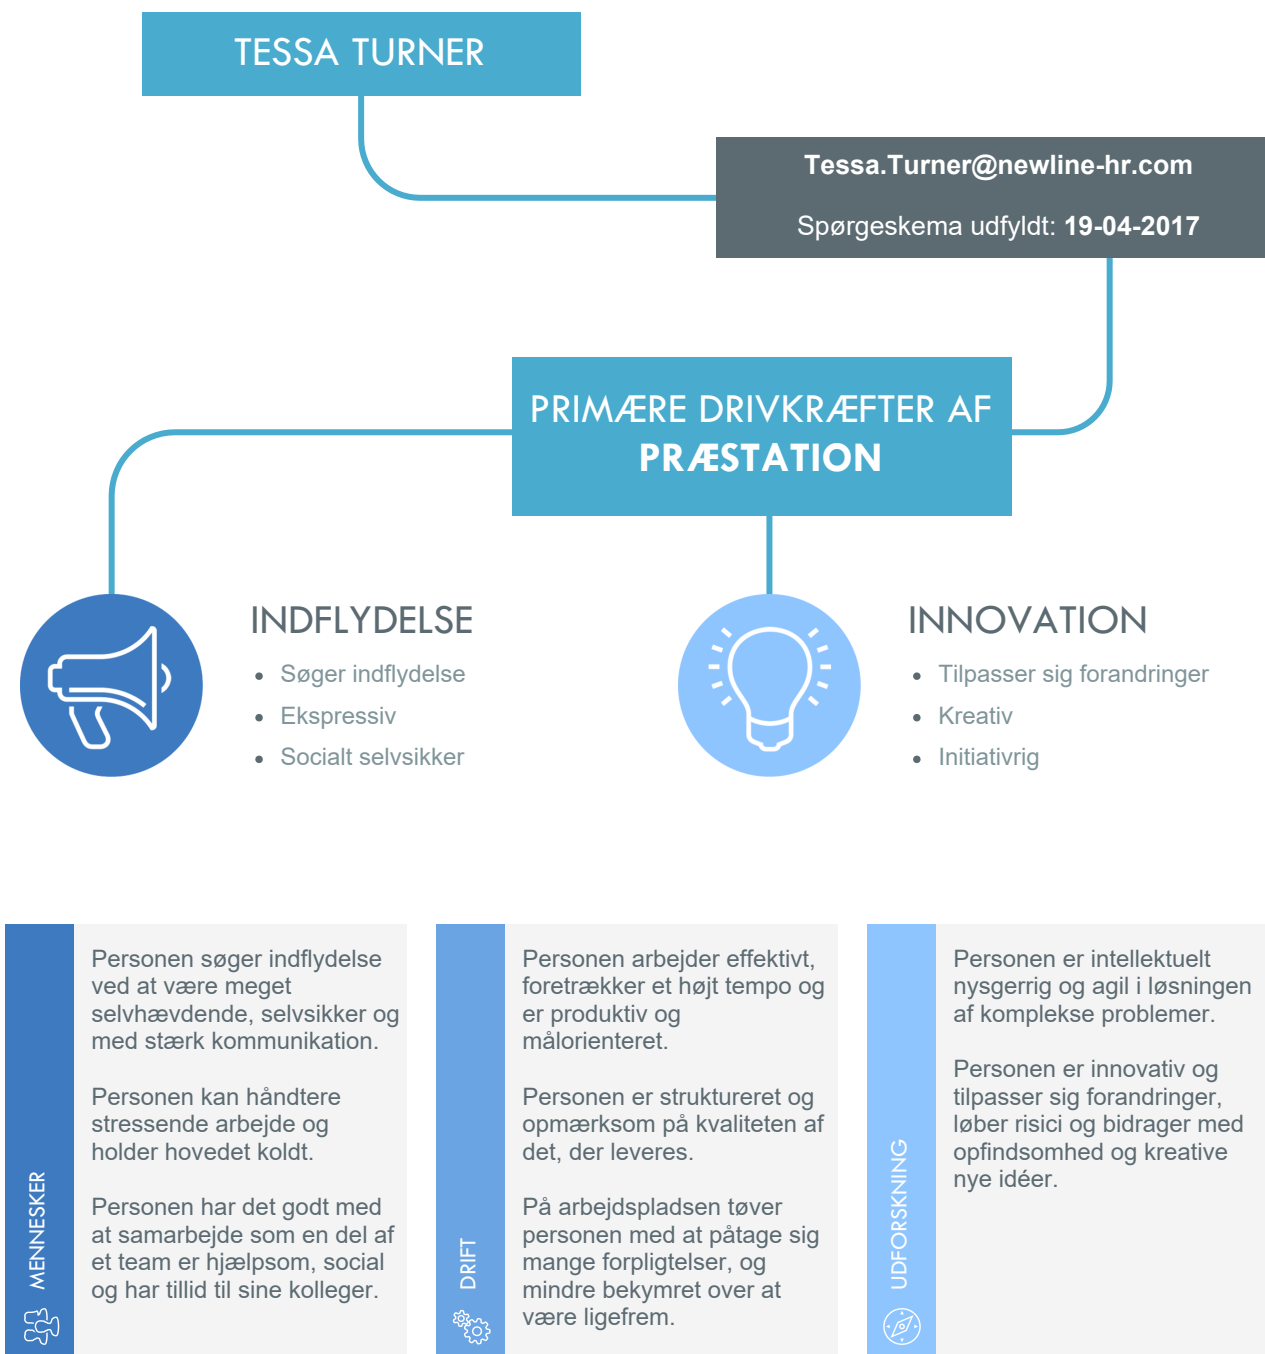 TESSA TURNER
Tessa.Turner@newline-hr.com
Spørgeskema udfyldt: 19-04-2017
PRIMÆRE DRIVKRÆFTER AF
PRÆSTATION
INDFLYDELSE
Søger indflydelse
Ekspressiv
Socialt selvsikker
INNOVATION
Tilpasser sig forandringer
Kreativ
Initiativrig
MENNESKER
Personen søger indflydelse
ved at være meget
selvhævdende, selvsikker og
med stærk kommunikation.
Personen kan håndtere
stressende arbejde og
holder hovedet koldt.
Personen har det godt med
at samarbejde som en del af
et team er hjælpsom, social
og har tillid til sine kolleger.
DRIFT
Personen arbejder effektivt,
foretrækker et højt tempo og
er produktiv og
målorienteret.
Personen er struktureret og
opmærksom på kvaliteten af
det, der leveres.
På arbejdspladsen tøver
personen med at påtage sig
mange forpligtelser, og
mindre bekymret over at
være ligefrem.
UDFORSKNING
Personen er intellektuelt
nysgerrig og agil i løsningen
af komplekse problemer.
Personen er innovativ og
tilpasser sig forandringer,
løber risici og bidrager med
opfindsomhed og kreative
nye idéer.